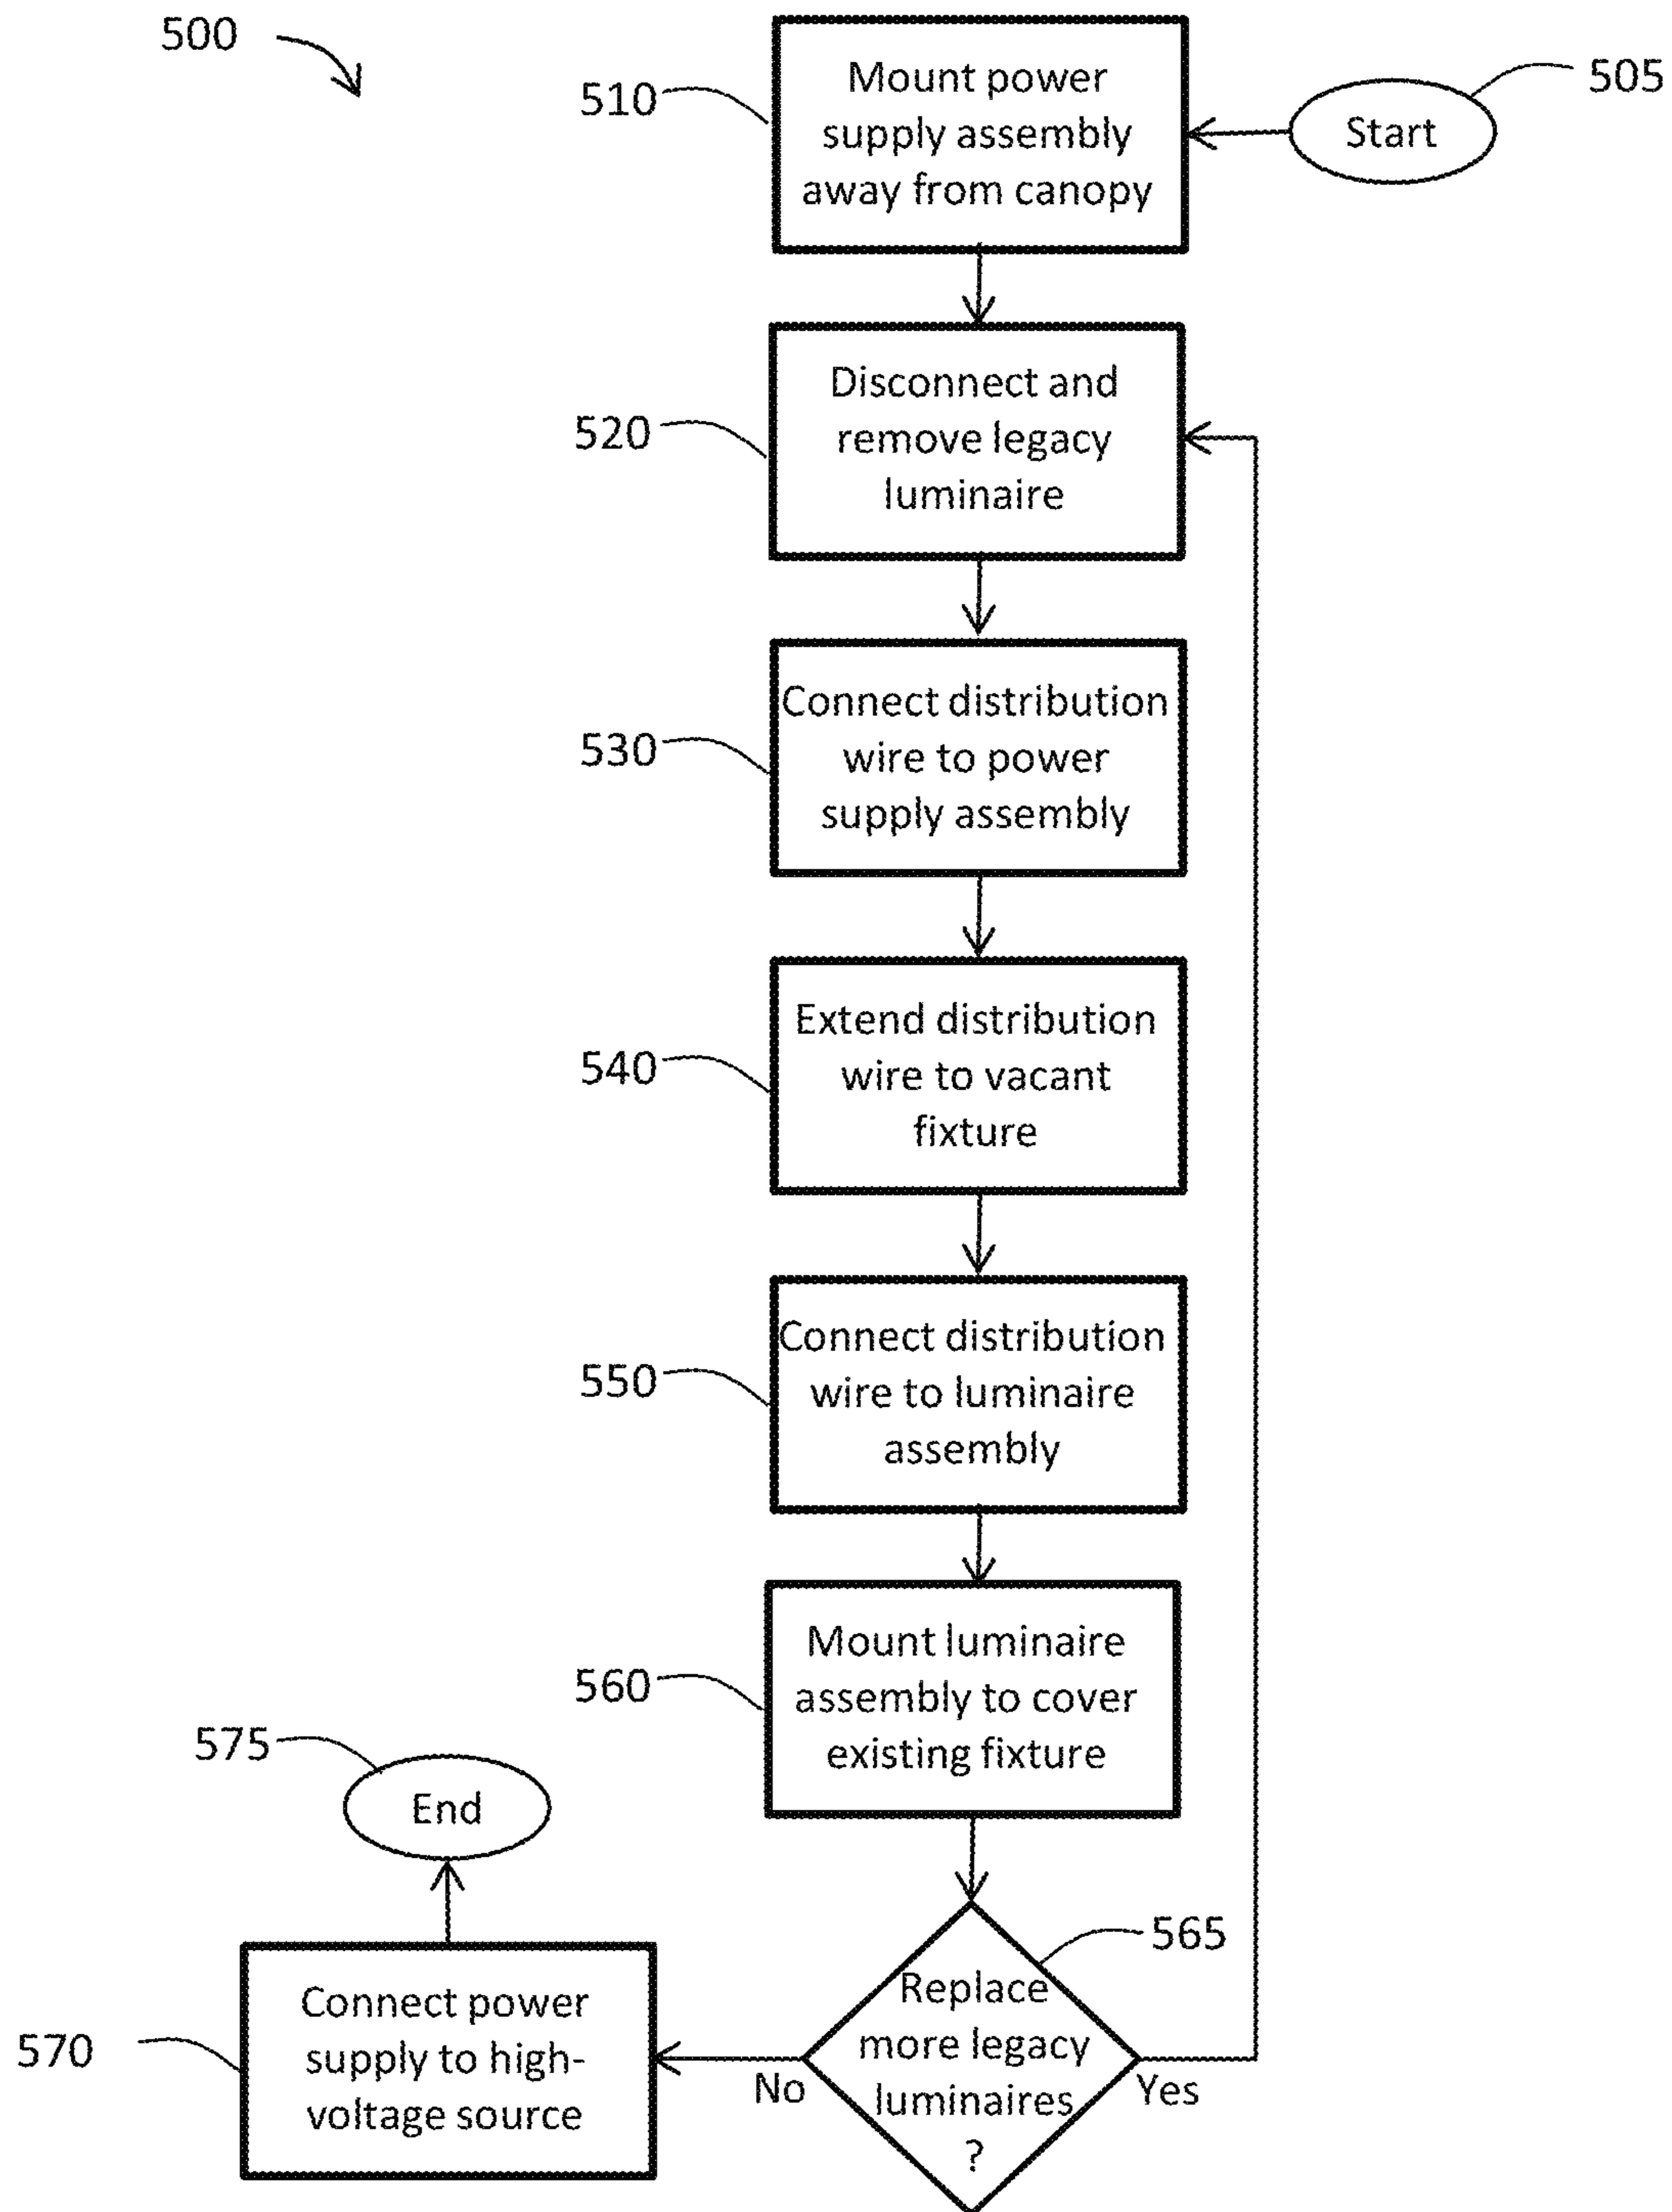 500
510
Mount power
supply assembly
away from canopy
Start
505
520
Disconnect and
remove legacy
luminaire
530
Connect distribution
wire to power
supply assembly
540
Extend distribution
wire to vacant
fixture
550
Connect distribution
wire to luminaire
assembly
560
Mount luminaire
assembly to cover
existing fixture
565
Replace
more legacy
luminaires
?
Yes
No
570
Connect power
supply to high-
voltage source
575
End